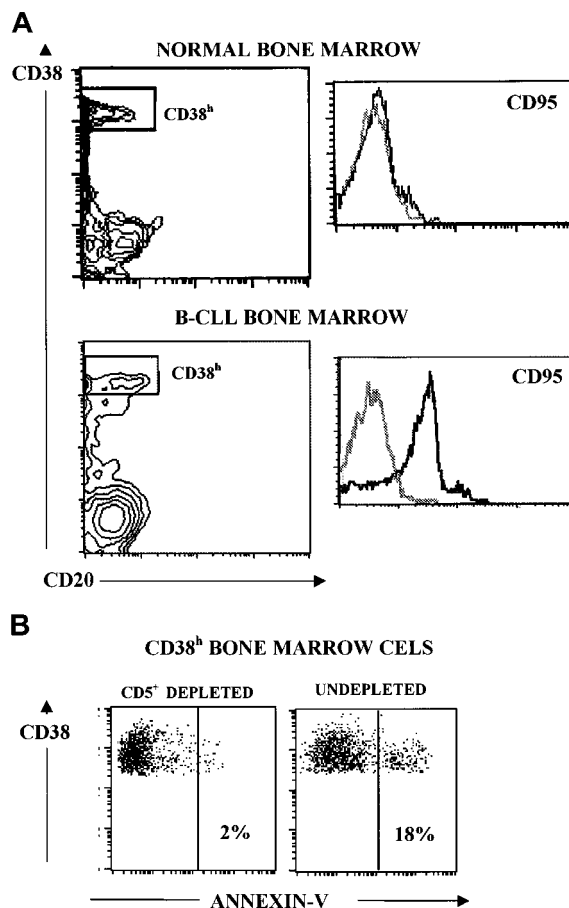 A
NORMAL BONE MARROW
CD38
CD38ʰ
CD95
B-CLL BONE MARROW
CD38ʰ
CD95
CD20
B
CD38ʰ BONE MARROW CELS
CD5⁺ DEPLETED
UNDEPLETED
CD38
2%
18%
ANNEXIN-V